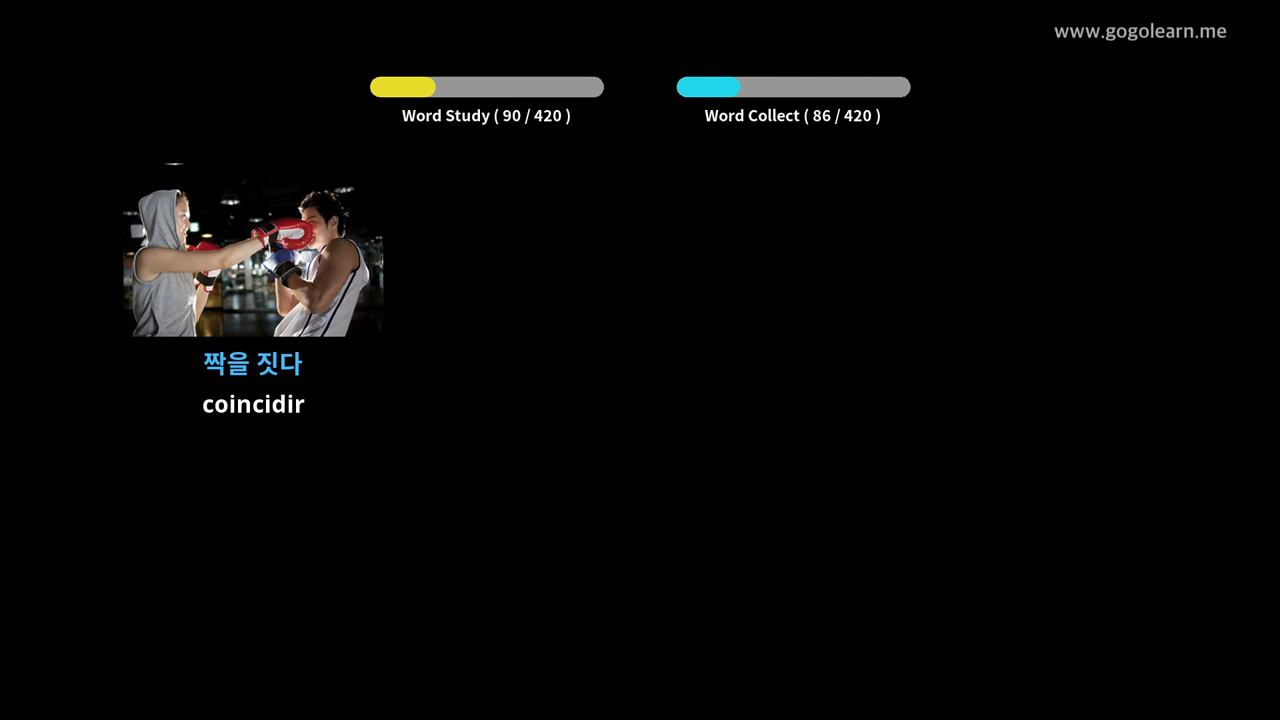 www.gogolearn.me
Word Study ( 90 / 420 )
Word Collect ( 86 / 420 )
짝을 짓다
coincidir